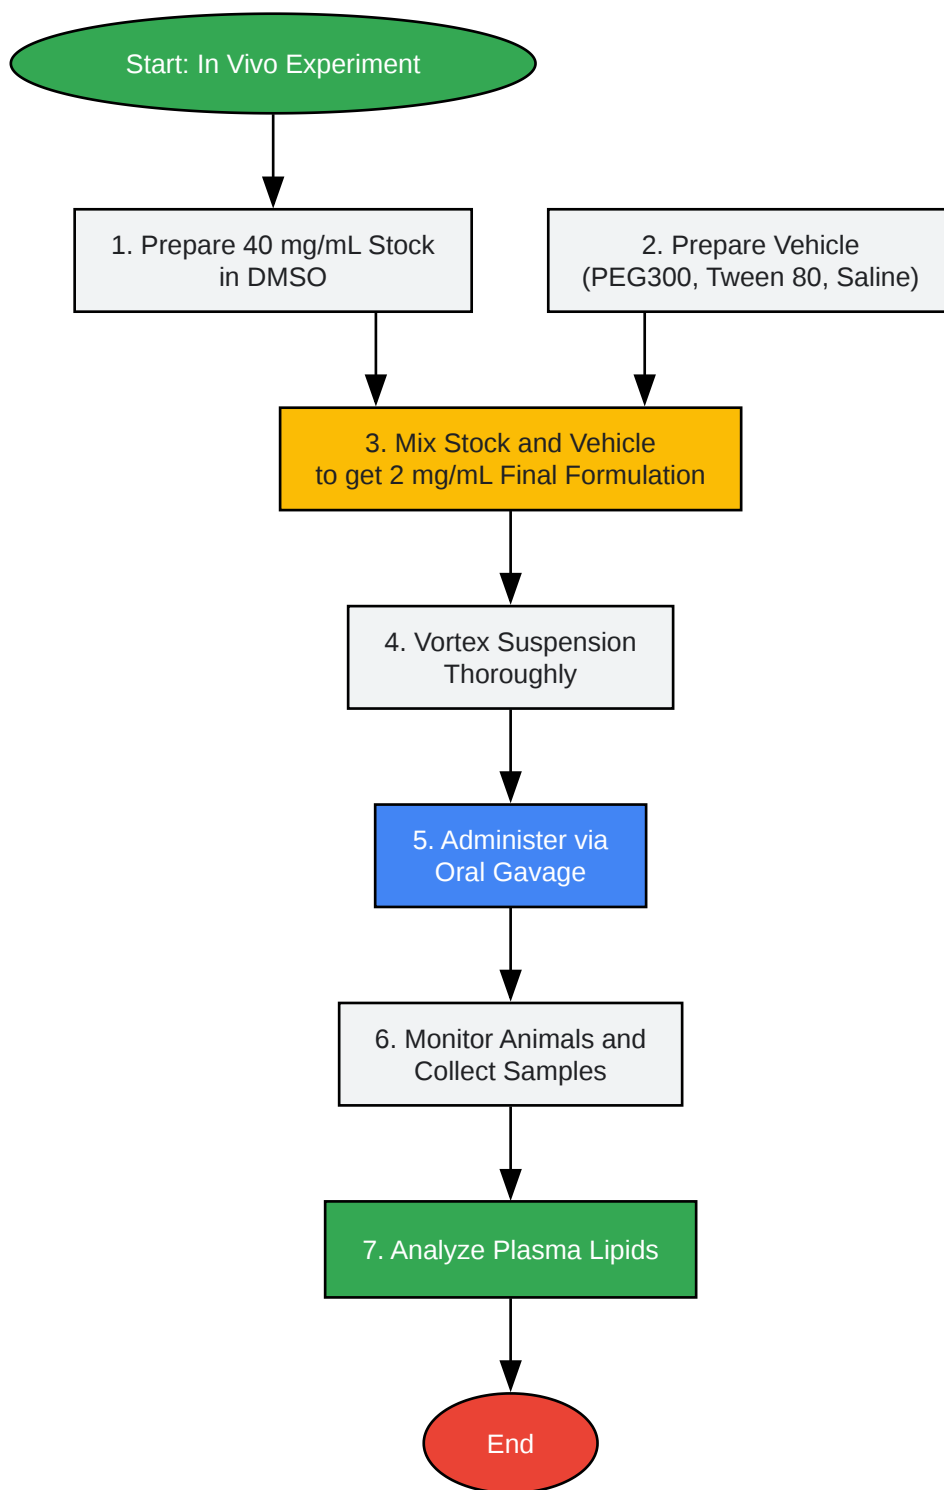 Start: In Vivo Experiment
1. Prepare 40 mg/mL Stock
in DMSO
2. Prepare Vehicle
(PEG300, Tween 80, Saline)
3. Mix Stock and Vehicle
to get 2 mg/mL Final Formulation
4. Vortex Suspension
Thoroughly
5. Administer via
Oral Gavage
6. Monitor Animals and
Collect Samples
7. Analyze Plasma Lipids
End